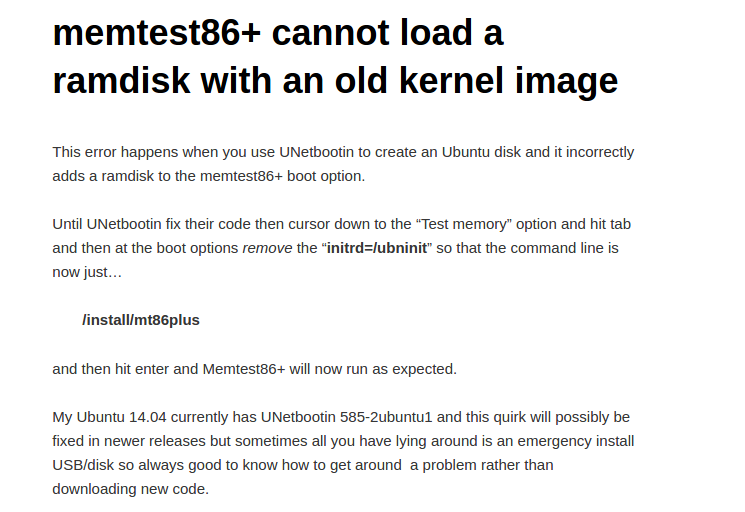 memtest86+ cannot load a
ramdisk with an old kernel image
This error happens when you use UNetbootin to create an Ubuntu disk and it incorrectly
adds a ramdisk to the memtest86+ boot option.
Until UNetbootin fix their code then cursor down to the “Test memory” option and hit tab
and then at the boot options remove the “initrd=/ubninit” so that the command line is
now just…
/install/mt86plus
and then hit enter and Memtest86+ will now run as expected.
My Ubuntu 14.04 currently has UNetbootin 585-2ubuntu1 and this quirk will possibly be
fixed in newer releases but sometimes all you have lying around is an emergency install
USB/disk so always good to know how to get around  a problem rather than
downloading new code.